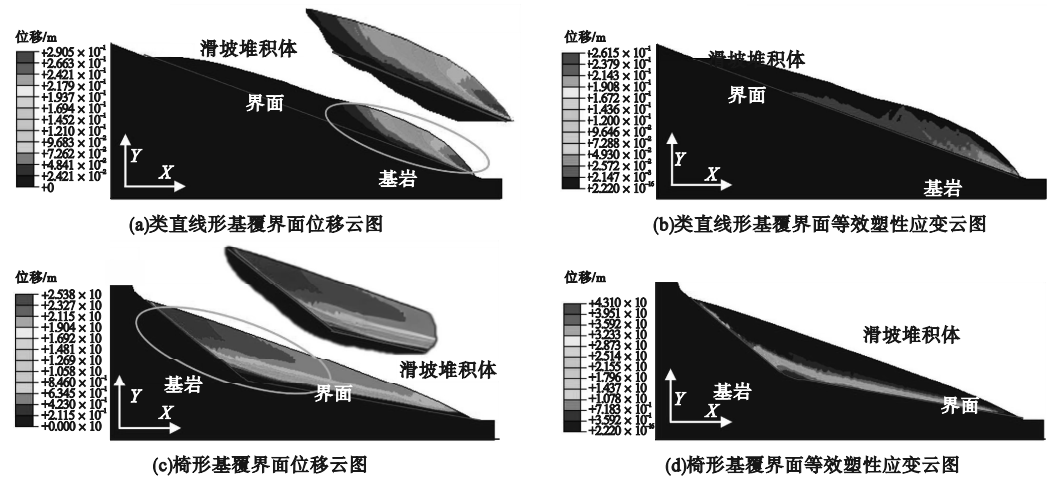 位移/m
+2.905×10⁻¹
+2.663×10⁻¹
+2.421×10⁻¹
+2.179×10⁻¹
+1.937×10⁻¹
+1.694×10⁻¹
+1.452×10⁻¹
+1.210×10⁻¹
+9.683×10⁻²
+7.262×10⁻²
+4.841×10⁻²
+2.421×10⁻²
+0
滑坡堆积体
界面
基岩
Y
X
(a)类直线形基覆界面位移云图
位移/m
+2.615×10⁻¹
+2.379×10⁻¹
+2.143×10⁻¹
+1.908×10⁻¹
+1.672×10⁻¹
+1.436×10⁻¹
+1.200×10⁻¹
+9.646×10⁻²
+7.288×10⁻²
+4.930×10⁻²
+2.572×10⁻²
+2.220×10⁻¹⁶
滑坡堆积体
界面
基岩
Y
X
(b)类直线形基覆界面等效塑性应变云图
位移/m
+2.538×10
+2.327×10
+2.115×10
+1.904×10
+1.692×10
+1.481×10
+1.269×10
+1.058×10
+8.460×10⁻¹
+6.345×10⁻¹
+4.230×10⁻¹
+2.115×10⁻¹
+0.000×10
滑坡堆积体
基岩
界面
Y
X
(c)椅形基覆界面位移云图
位移/m
+4.310×10
+3.951×10
+3.592×10
+3.233×10
+2.873×10
+2.514×10
+2.155×10
+1.796×10
+1.437×10
+1.078×10
+7.183×10⁻¹
+3.592×10⁻¹
+2.220×10⁻¹⁶
滑坡堆积体
基岩
界面
Y
X
(d)椅形基覆界面等效塑性应变云图